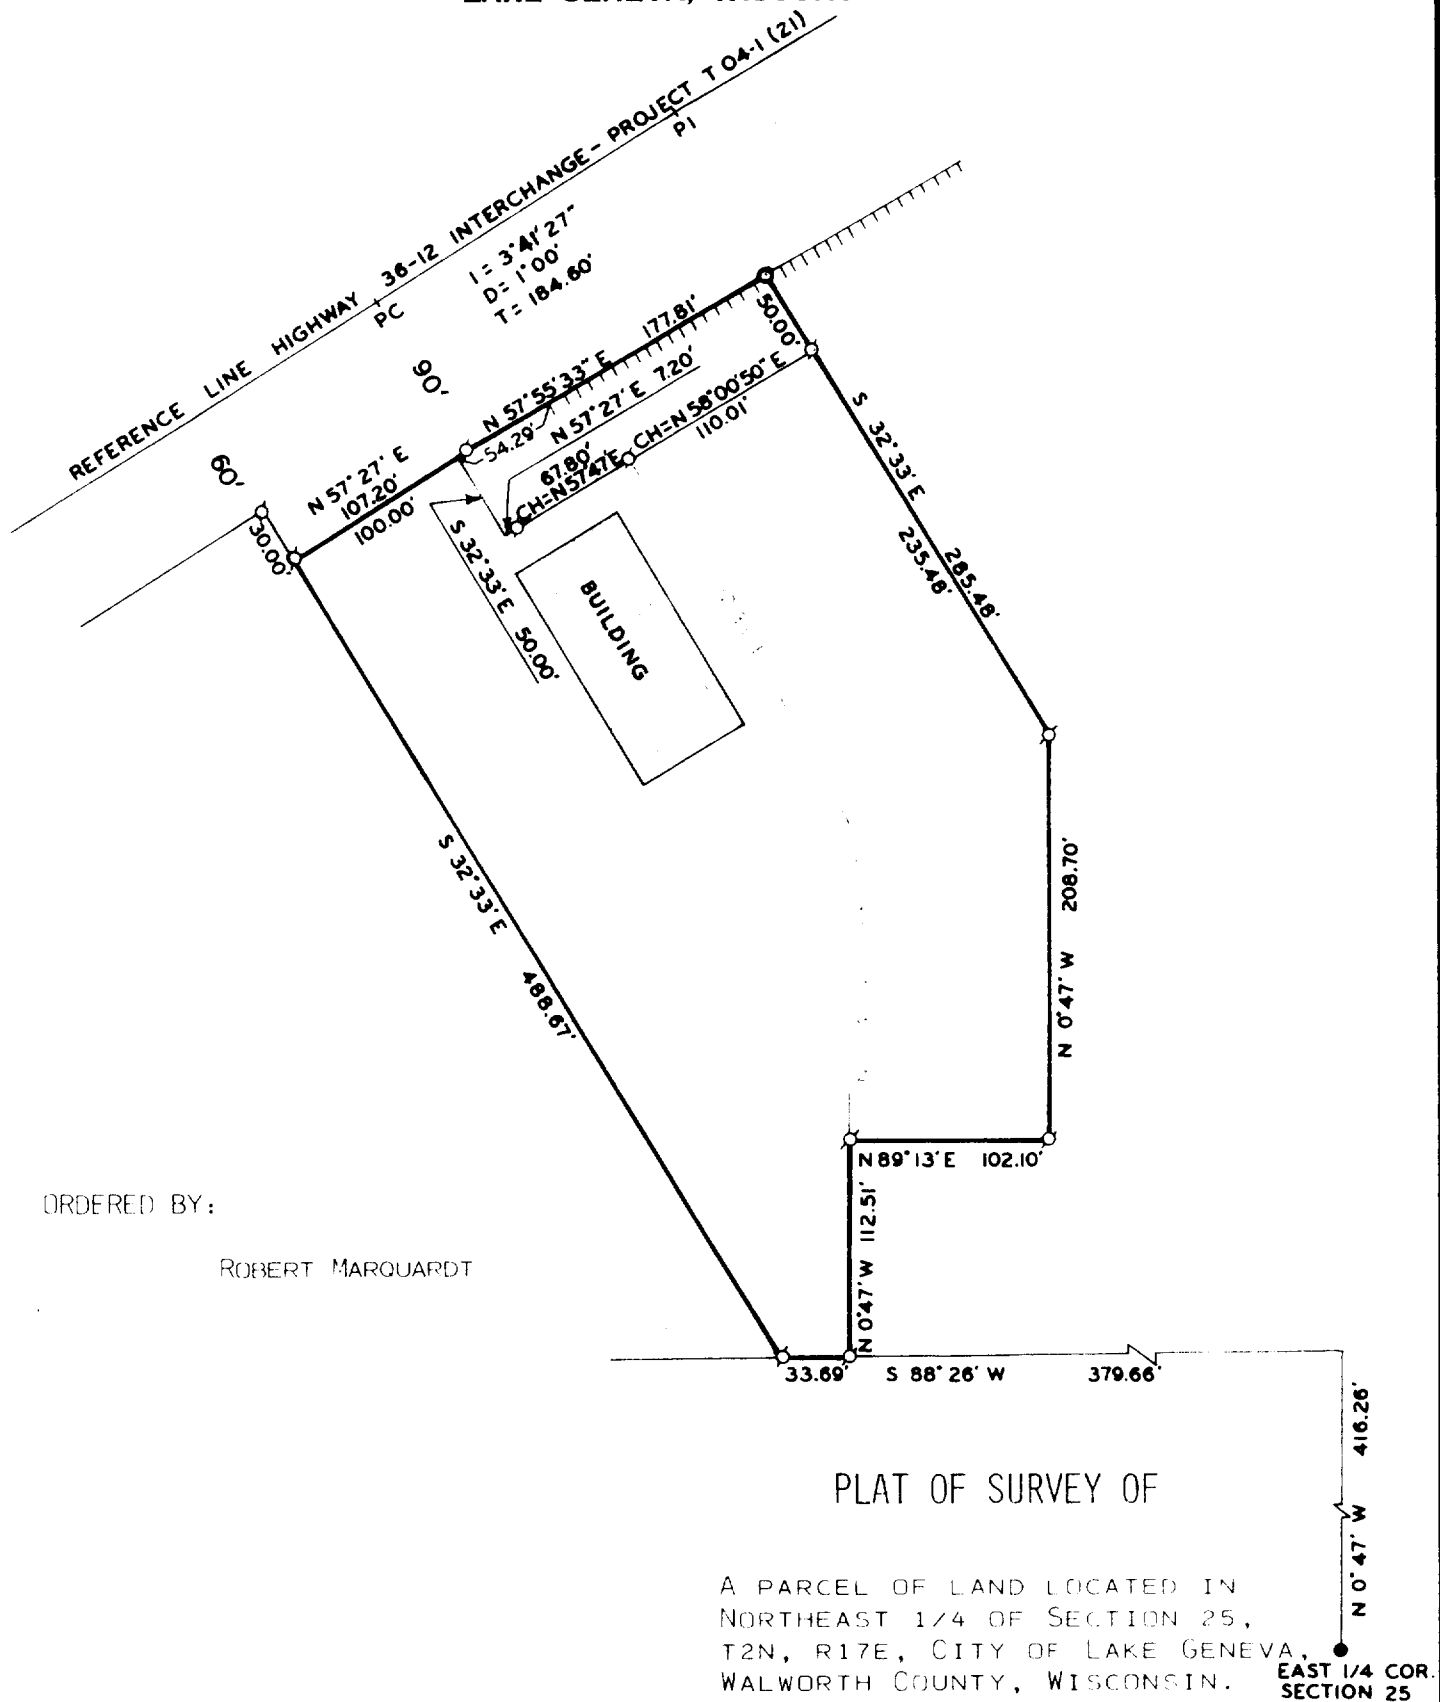 REFERENCE LINE HIGHWAY 36-12 INTERCHANGE - PROJECT T 04-1 (21)
PC
PI
I = 3°41'27"
D = 1°00'
T = 184.60'
90'
60'
30.00'
N 57°27' E
107.20'
100.00'
N 57°55'33" E 177.81'
54.29'
N 57°27' E 7.20'
67.80'
CH=N57°47'E
CH=N 58°00'50" E
110.01'
50.00'
S 32°33' E 50.00'
BUILDING
S 32°33' E
285.48'
235.48'
S 32°33' E 488.67'
N 0°47' W 208.70'
N 89°13' E 102.10'
N 0°47' W 112.51'
33.69' S 88°26' W 379.66'
N 0°47' W 416.26'
ORDERED BY:
ROBERT MARQUARDT
PLAT OF SURVEY OF
A PARCEL OF LAND LOCATED IN
NORTHEAST 1/4 OF SECTION 25,
T2N, R17E, CITY OF LAKE GENEVA,
WALWORTH COUNTY, WISCONSIN.
EAST 1/4 COR.
SECTION 25